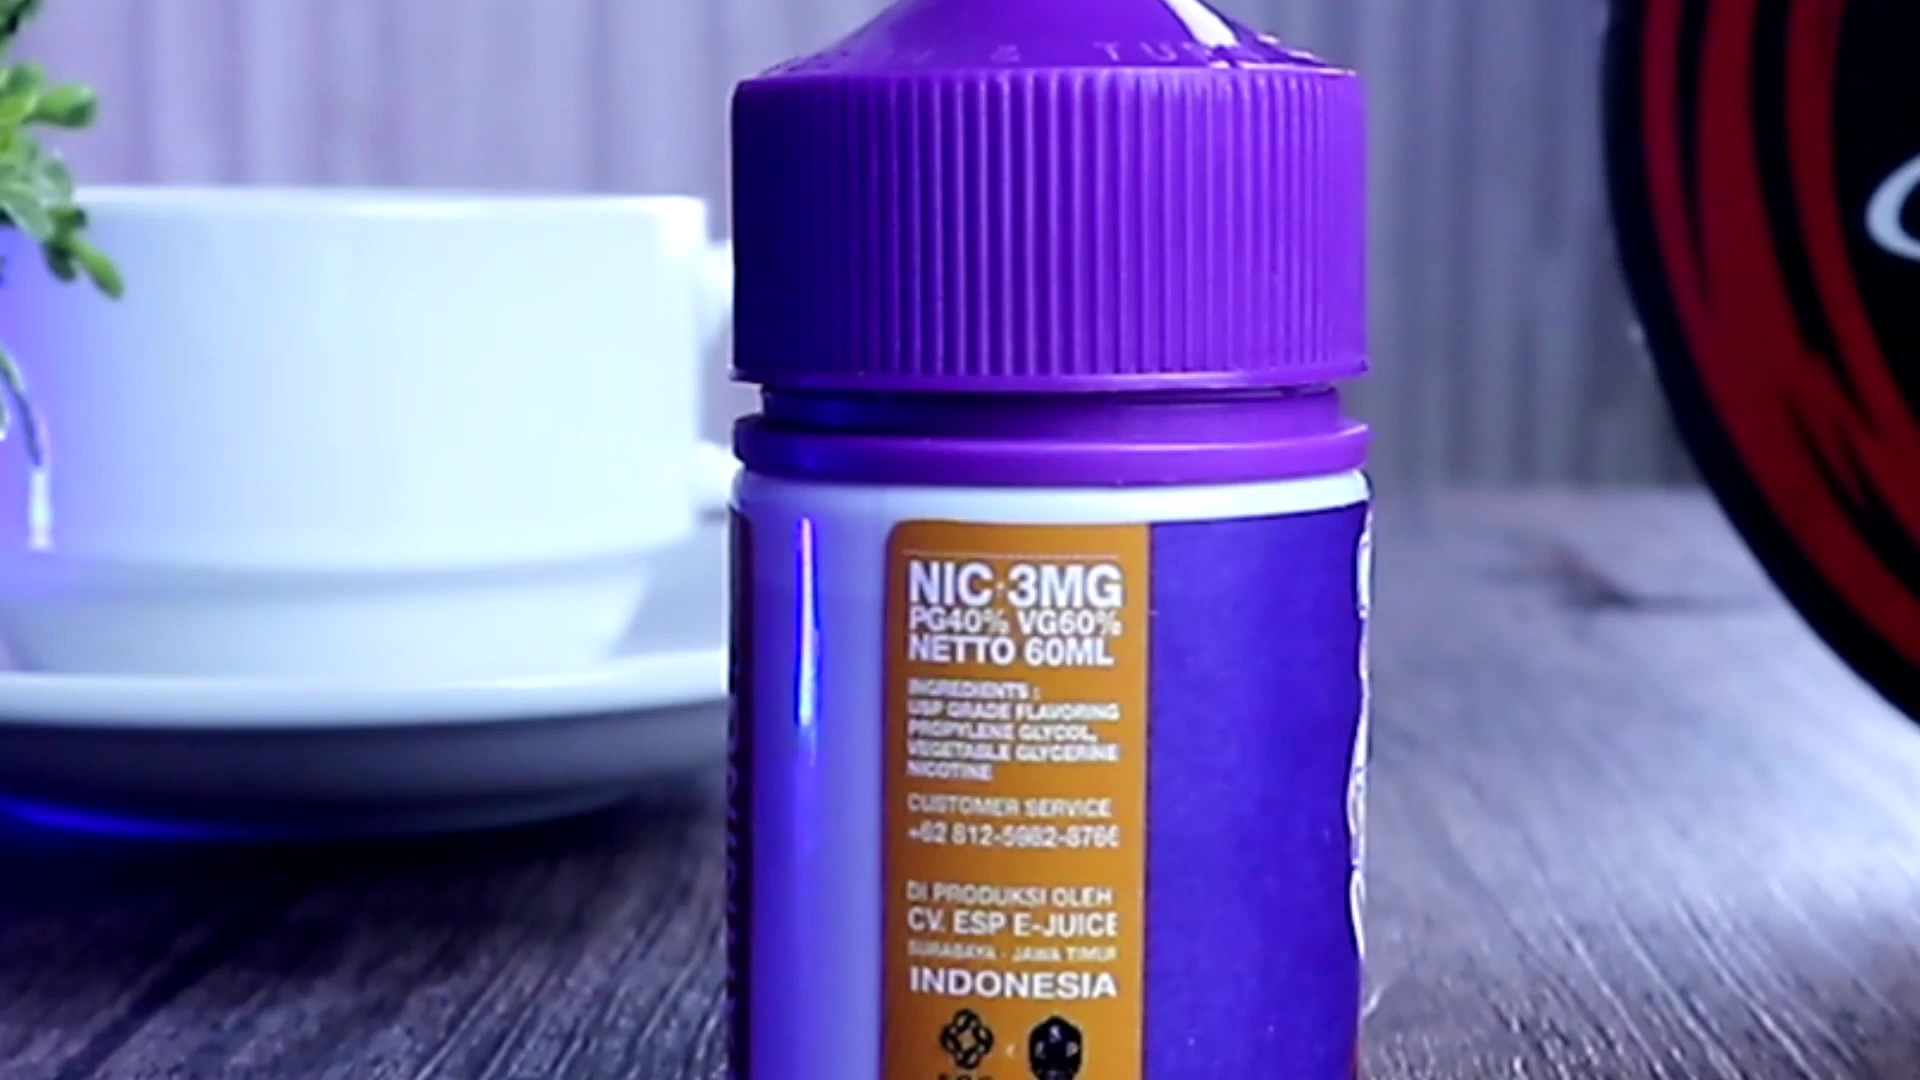 NIC 3MG
PG40% VG60%
NETTO 60ML
INGREDIENTS :
USP GRADE FLAVORING
PROPYLENE GLYCOL,
VEGETABLE GLYCERINE
NICOTINE
CUSTOMER SERVICE
DI PRODUKSI OLEH
CV. ESP E-JUICE
SURABAYA - JAWA TIMUR
INDONESIA